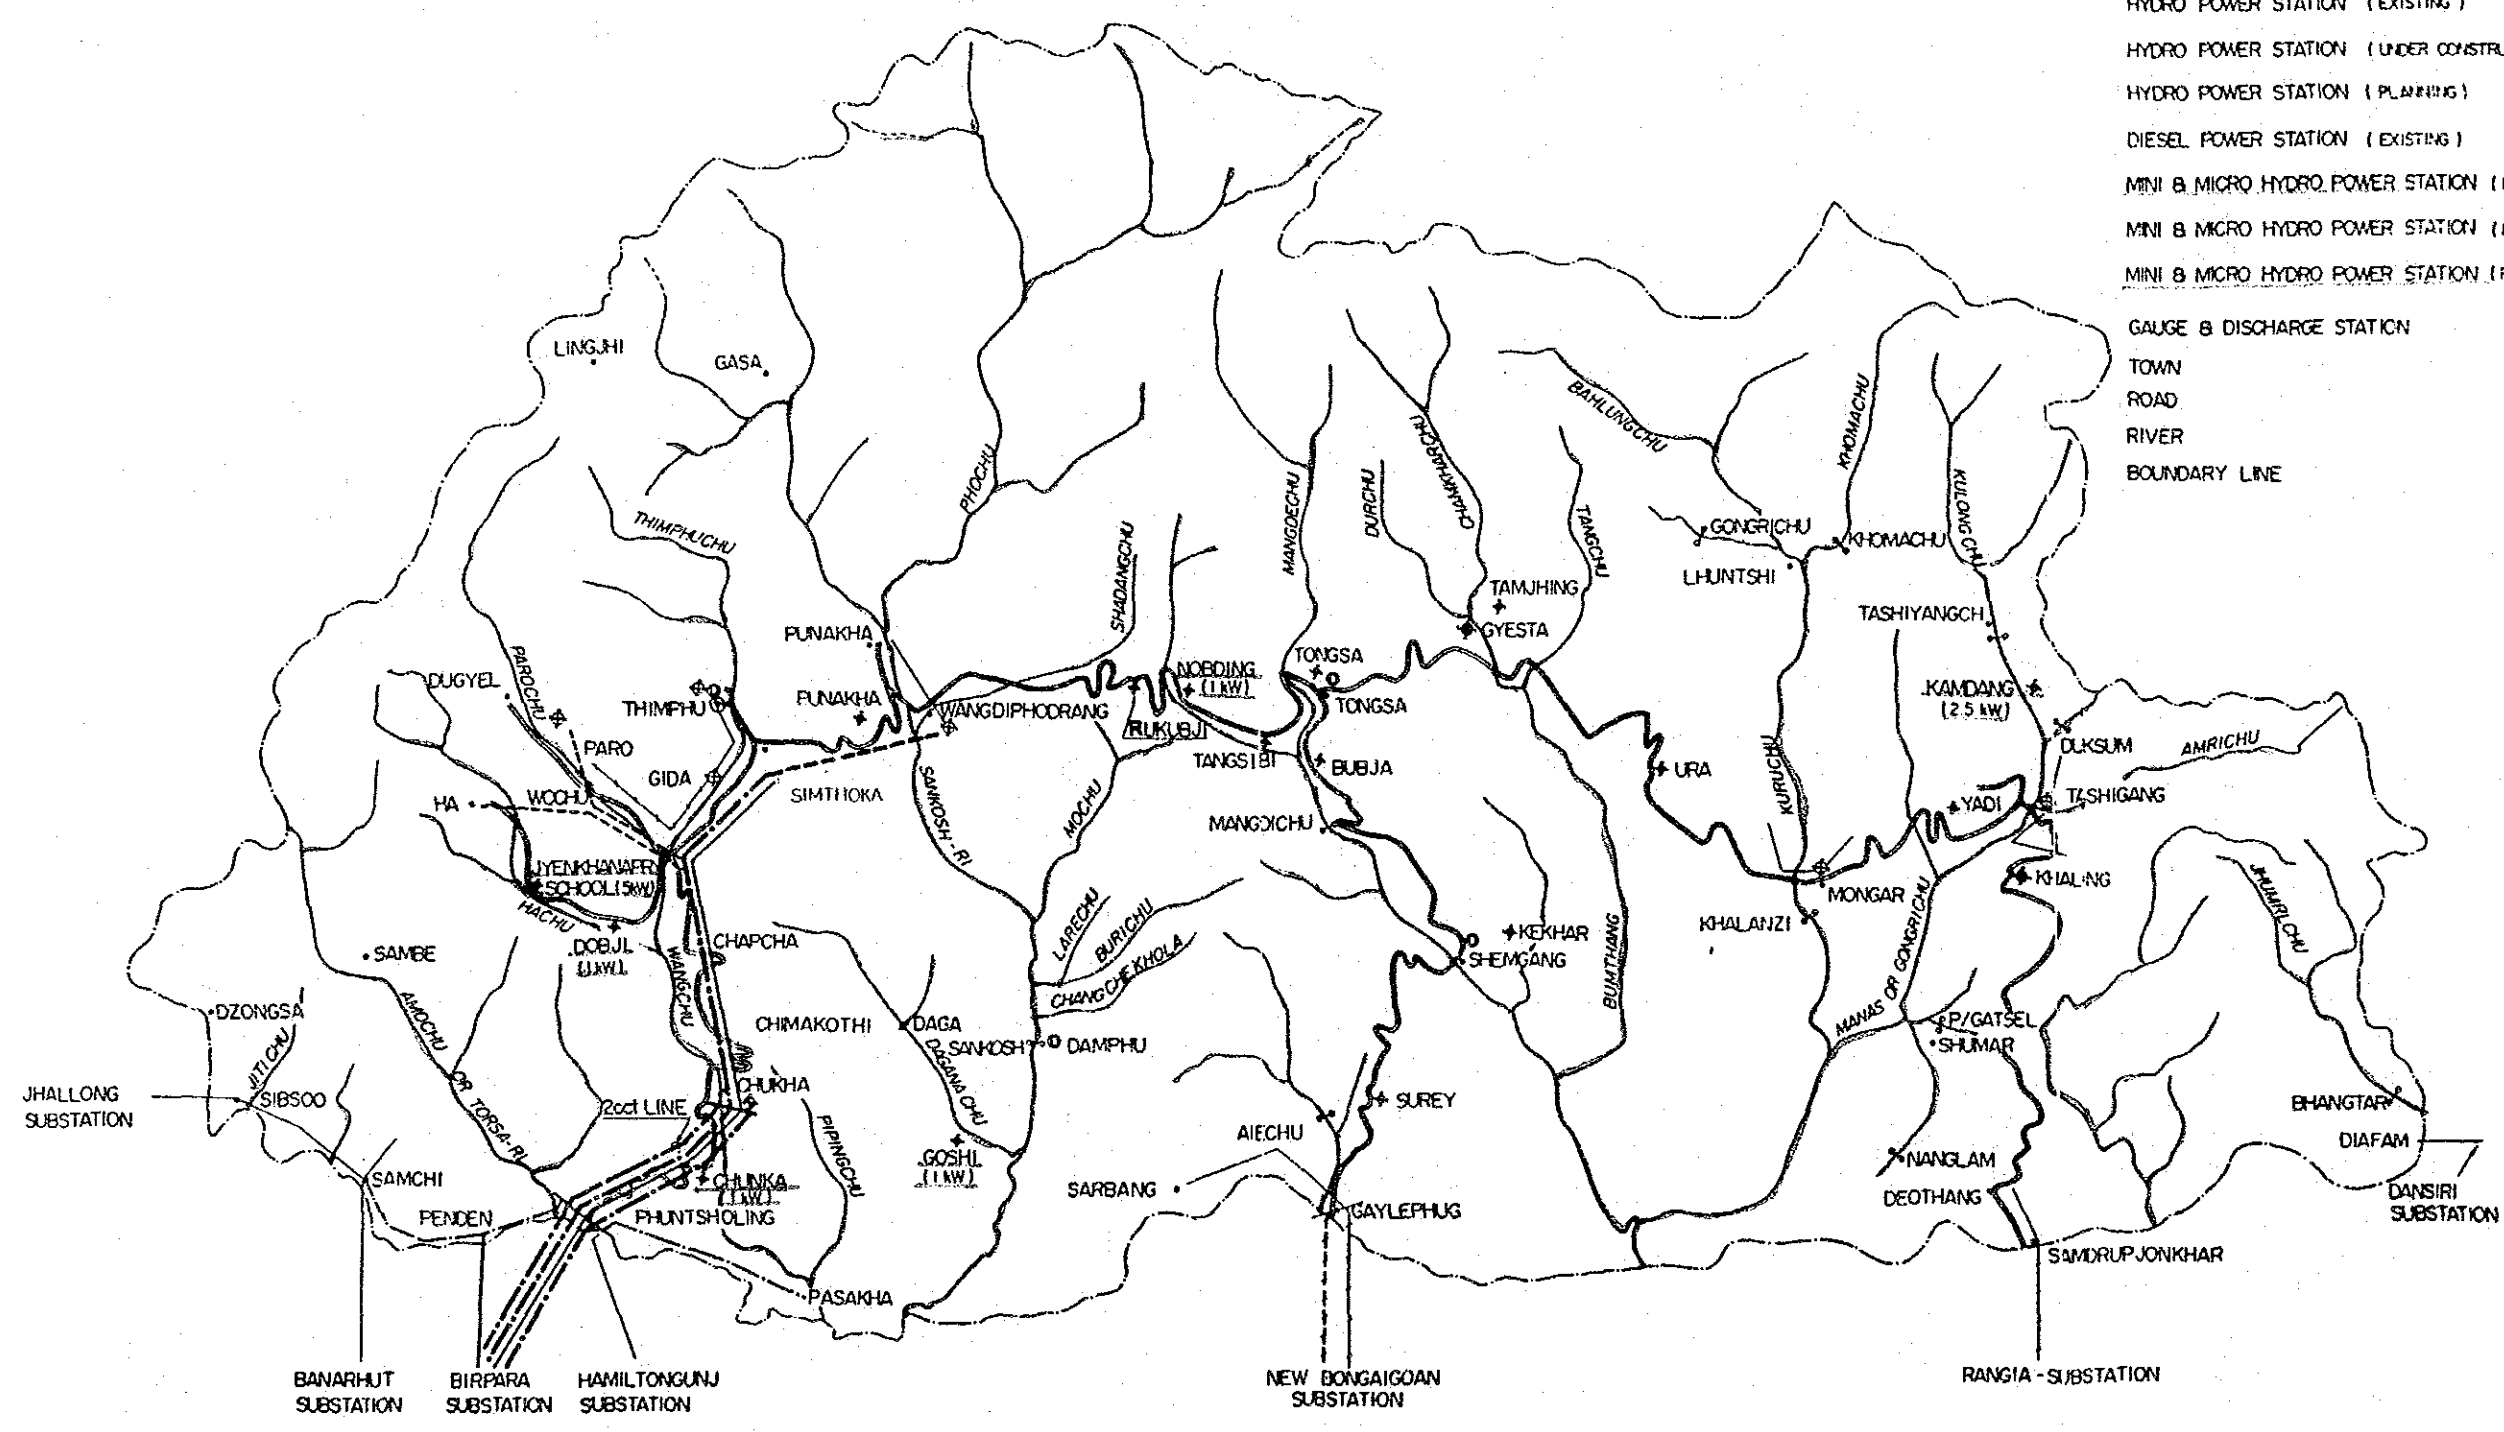 HYDRO POWER STATION (EXISTING)
HYDRO POWER STATION (UNDER CONSTRU
HYDRO POWER STATION (PLANNING)
DIESEL POWER STATION (EXISTING)
MINI & MICRO HYDRO POWER STATION (
MINI & MICRO HYDRO POWER STATION (
MINI & MICRO HYDRO POWER STATION (
GAUGE & DISCHARGE STATION
TOWN
ROAD
RIVER
BOUNDARY LINE
LINGJHI
GASA
PHOCHU
THIMPHUCHU
SHADANGCHU
MANGDECHU
DURCHU
CHAMKHARCHU
TANGCHU
BAHLUNGCHU
KHOMACHU
KULONG CHU
GONGRICHU
KHOMACHU
LHUNTSHI
TAMJHING
TASHIYANGCH
GYESTA
PUNAKHA
PAROCHU
DUGYEL
THIMPHU
PUNAKHA
WANGDIPHODRANG
NOBDING
(1 kW)
RUKUBJI
TONGSA
TONGSA
KAMDANG
(2.5 kW)
DUKSUM
AMRICHU
PARO
GIDA
SIMTHOKA
TANGSIBI
BUBJA
URA
KURUCHU
YADI
TASHIGANG
HA
WOCHU
SANKOSH-RI
MOCHU
MANGDICHU
JYENKHANAPP
SCHOOL (5kW)
HACHU
DOBJI
(1kW)
WANGCHU
CHAPCHA
LARECHU
BURICHU
CHANGCHEKHOLA
KEKHAR
SHEMGANG
BUMTHANG
KHALANZI
MONGAR
MANAS OR GONGRICHU
KHALING
JHUMRLCHU
SAMBE
AMOCHU
OR TORSA-RI
DZONGSA
JITICHU
CHIMAKOTHI
DAGA
DAGANA CHU
SANKOSH
DAMPHU
P/GATSEL
SHUMAR
JHALLONG
SUBSTATION
SIBSOO
2cct LINE
CHUKHA
PIPINGCHU
GOSHI
(1 kW)
AIECHU
SUREY
BHANGTAR
DIAFAM
SAMCHI
PENDEN
CHUNKA
(1 kW)
PHUNTSHOLING
PASAKHA
SARBANG
GAYLEPHUG
NANGLAM
DEOTHANG
SAMDRUPJONKHAR
DANSIRI
SUBSTATION
BANARHUT
SUBSTATION
BIRPARA
SUBSTATION
HAMILTONGUNJ
SUBSTATION
NEW BONGAIGOAN
SUBSTATION
RANGIA-SUBSTATION